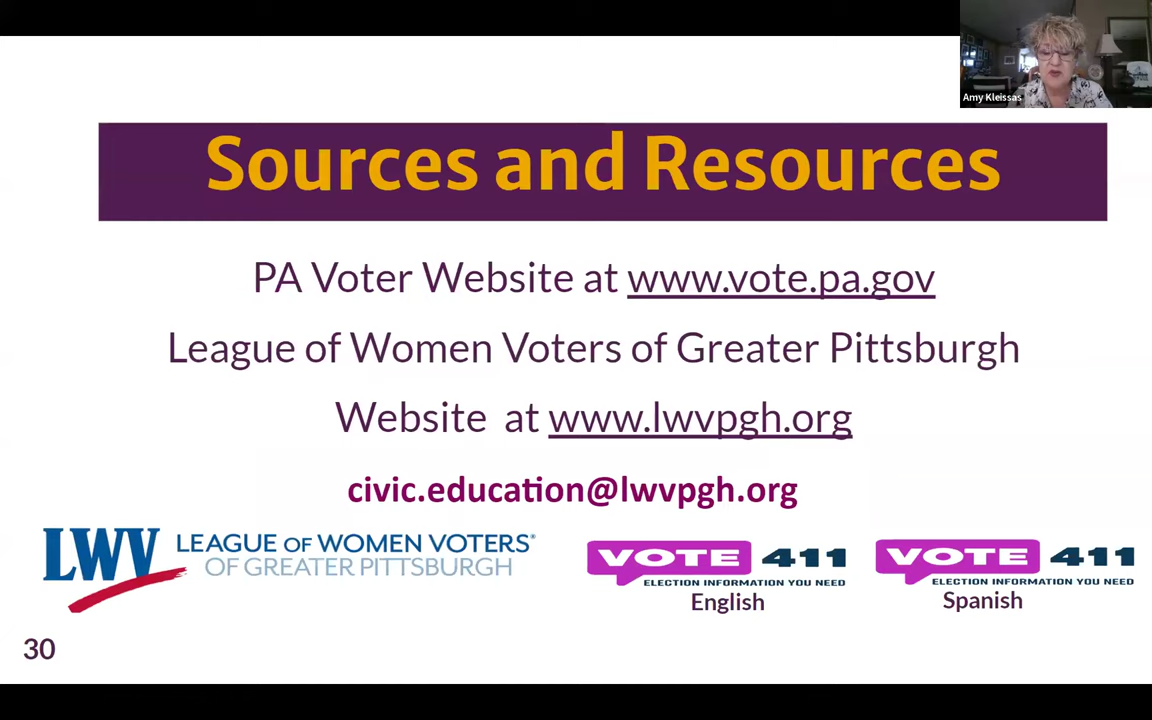 Amy Kleissas
Sources and Resources
PA Voter Website at www.vote.pa.gov
League of Women Voters of Greater Pittsburgh
Website at www.lwvpgh.org
civic.education@lwvpgh.org
LWV LEAGUE OF WOMEN VOTERS®
OF GREATER PITTSBURGH
VOTE 411
ELECTION INFORMATION YOU NEED
English
VOTE 411
ELECTION INFORMATION YOU NEED
Spanish
30